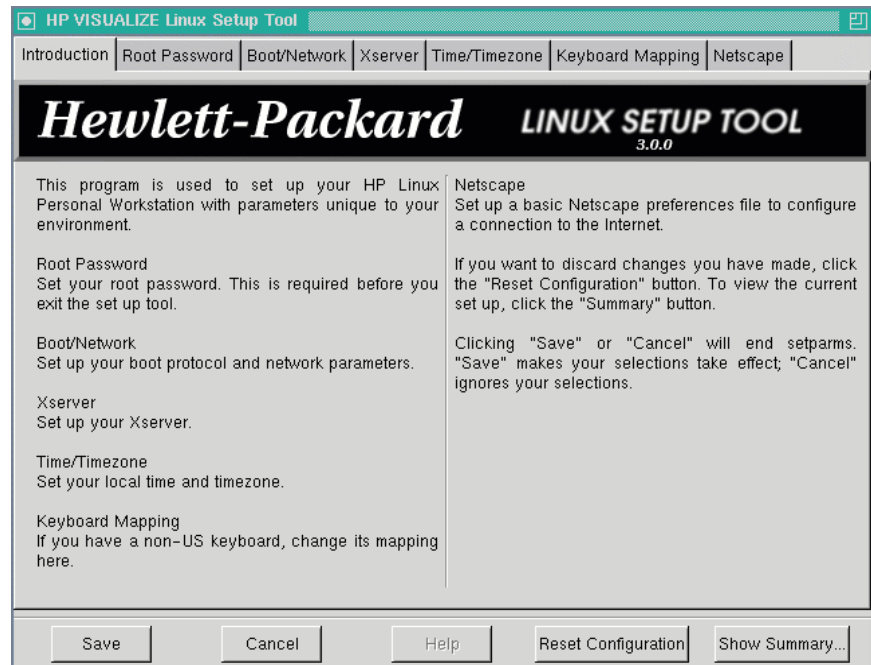 HP VISUALIZE Linux Setup Tool
Introduction Root Password Boot/Network Xserver Time/Timezone Keyboard Mapping Netscape
Hewlett-Packard LINUX SETUP TOOL
3.0.0
This program is used to set up your HP Linux
Personal Workstation with parameters unique to your
environment.
Root Password
Set your root password. This is required before you
exit the set up tool.
Boot/Network
Set up your boot protocol and network parameters.
Xserver
Set up your Xserver.
Time/Timezone
Set your local time and timezone.
Keyboard Mapping
If you have a non-US keyboard, change its mapping
here.
Netscape
Set up a basic Netscape preferences file to configure
a connection to the Internet.
If you want to discard changes you have made, click
the "Reset Configuration" button. To view the current
set up, click the "Summary" button.
Clicking "Save" or "Cancel" will end setparms.
"Save" makes your selections take effect; "Cancel"
ignores your selections.
Save Cancel Help Reset Configuration Show Summary...